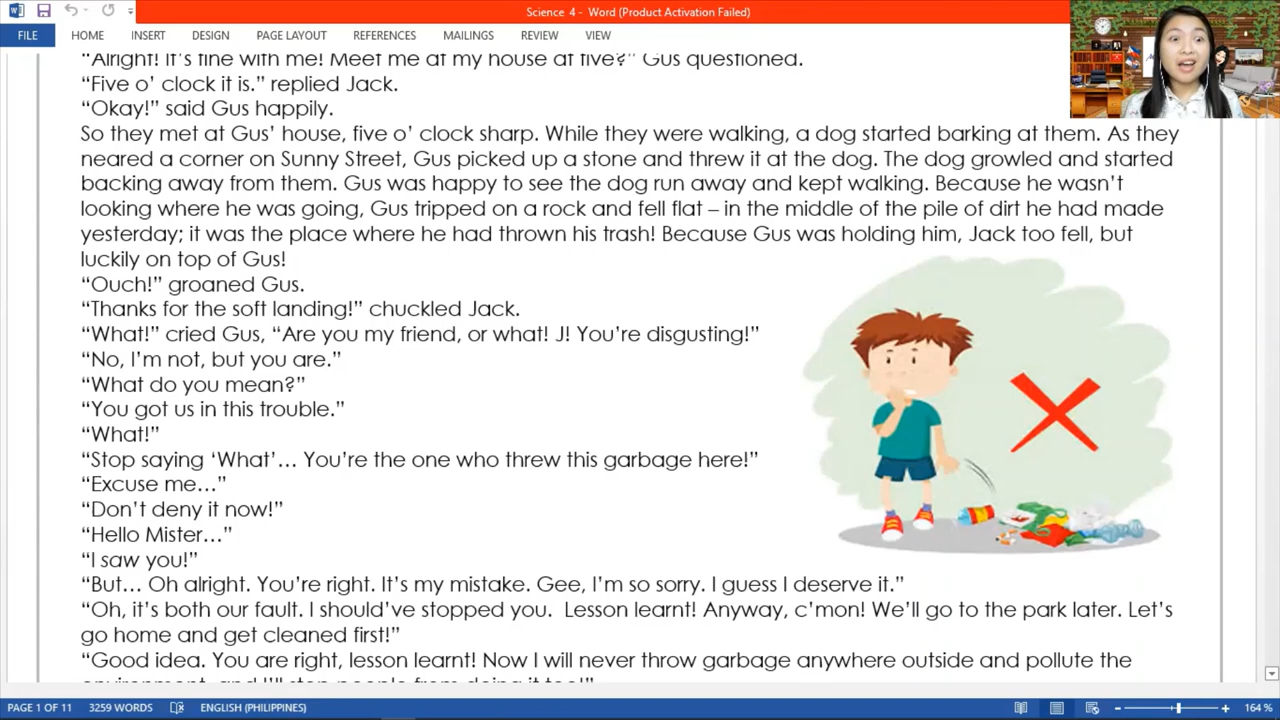 Science 4 - Word (Product Activation Failed)
FILE HOME INSERT DESIGN PAGE LAYOUT REFERENCES MAILINGS REVIEW VIEW
“Alright! It’s fine with me! Meet me at my house at five?” Gus questioned.
“Five o’ clock it is.” replied Jack.
“Okay!” said Gus happily.
So they met at Gus’ house, five o’ clock sharp. While they were walking, a dog started barking at them. As they
neared a corner on Sunny Street, Gus picked up a stone and threw it at the dog. The dog growled and started
backing away from them. Gus was happy to see the dog run away and kept walking. Because he wasn’t
looking where he was going, Gus tripped on a rock and fell flat – in the middle of the pile of dirt he had made
yesterday; it was the place where he had thrown his trash! Because Gus was holding him, Jack too fell, but
luckily on top of Gus!
“Ouch!” groaned Gus.
“Thanks for the soft landing!” chuckled Jack.
“What!” cried Gus, “Are you my friend, or what! J! You’re disgusting!”
“No, I’m not, but you are.”
“What do you mean?”
“You got us in this trouble.”
“What!”
“Stop saying ‘What’… You’re the one who threw this garbage here!”
“Excuse me…”
“Don’t deny it now!”
“Hello Mister…”
“I saw you!”
“But… Oh alright. You’re right. It’s my mistake. Gee, I’m so sorry. I guess I deserve it.”
“Oh, it’s both our fault. I should’ve stopped you.  Lesson learnt! Anyway, c’mon! We’ll go to the park later. Let’s
go home and get cleaned first!”
“Good idea. You are right, lesson learnt! Now I will never throw garbage anywhere outside and pollute the
environment, and I’ll stop people from doing it too!”
PAGE 1 OF 11 3259 WORDS ENGLISH (PHILIPPINES) 164 %